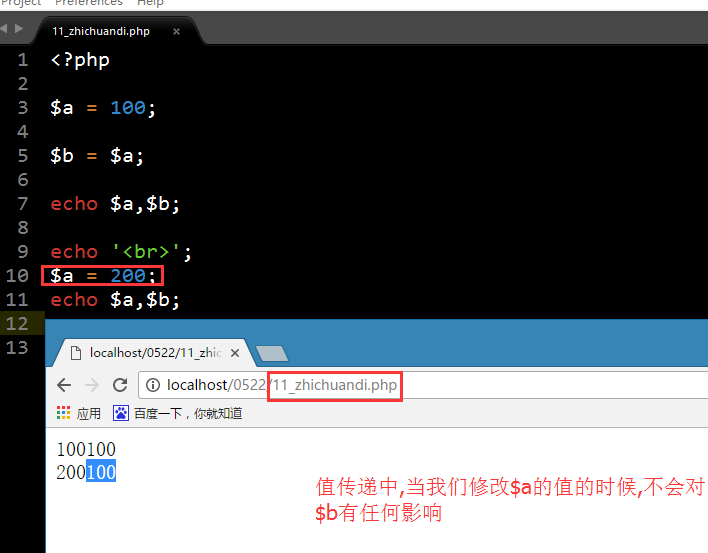 Project Preferences Help
11_zhichuandi.php ×
1 <?php
2
3 $a = 100;
4
5 $b = $a;
6
7 echo $a,$b;
8
9 echo '<br>';
10 $a = 200;
11 echo $a,$b;
12
13
localhost/0522/11_zhic ×
localhost/0522/11_zhichuandi.php
应用 百度一下，你就知道
100100
200100
值传递中,当我们修改$a的值的时候,不会对
$b有任何影响